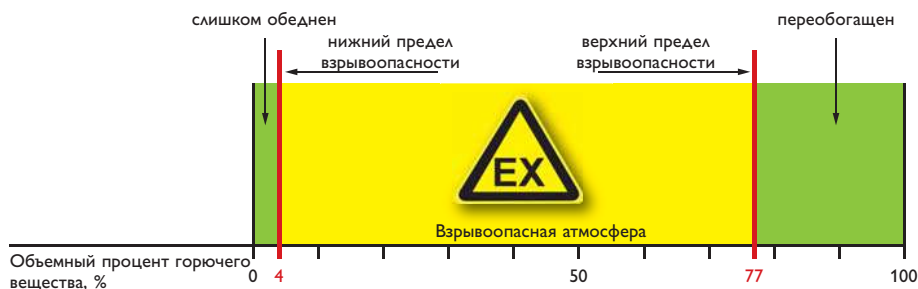 слишком обеднен
переобогащен
нижний предел
взрывоопасности
верхний предел
взрывоопасности
EX
Взрывоопасная атмосфера
Объемный процент горючего
вещества, %
0 4 50 77 100